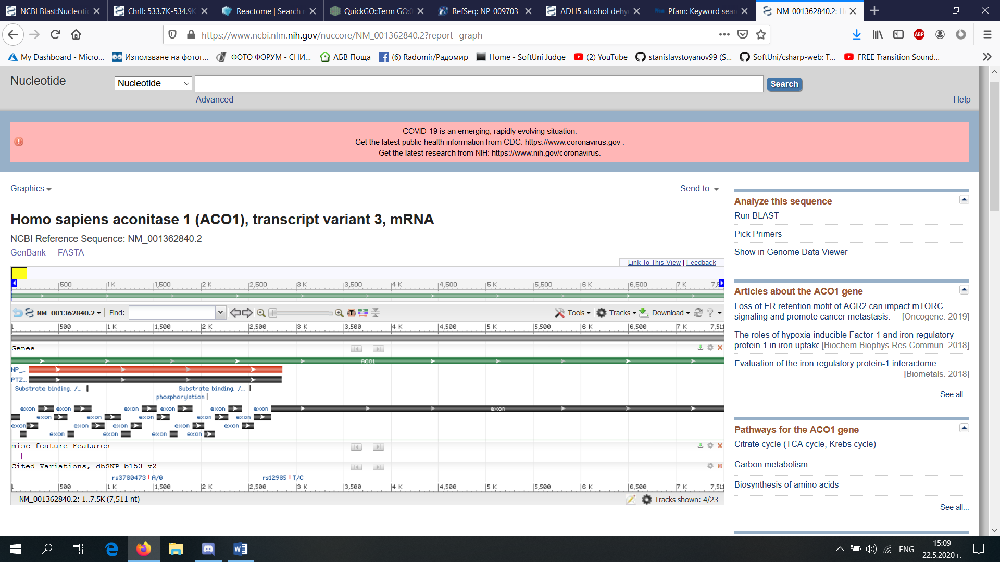 NCBI Blast:Nucleoti
ChrII: 533.7K-534.9K
Reactome | Search r
QuickGO::Term GO:0
RefSeq: NP_009703
ADH5 alcohol dehy
Pfam: Keyword sear
NM_001362840.2: H
https://www.ncbi.nlm.nih.gov/nuccore/NM_001362840.2?report=graph
ABP
My Dashboard - Micro...
Използване на фотог...
ФОТО ФОРУМ - СНИ...
АБВ Поща
(6) Radomir/Радомир
Home - SoftUni Judge
(2) YouTube
stanislavstoyanov99 (S...
SoftUni/csharp-web: T...
FREE Transition Sound...
Nucleotide
Nucleotide
Search
Advanced
Help
COVID-19 is an emerging, rapidly evolving situation.
Get the latest public health information from CDC: https://www.coronavirus.gov .
Get the latest research from NIH: https://www.nih.gov/coronavirus.
Graphics
Send to:
Homo sapiens aconitase 1 (ACO1), transcript variant 3, mRNA
NCBI Reference Sequence: NM_001362840.2
GenBank FASTA
Link To This View | Feedback
500 1 K 1,500 2 K 2,500 3 K 3,500 4 K 4,500 5 K 5,500 6 K 6,500 7 K 7,5
NM_001362840.2 Find: ATG Tools Tracks Download ?
1 500 1 K 1,500 2 K 2,500 3 K 3,500 4 K 4,500 5 K 5,500 6 K 6,500 7 K 7,511
Genes
ACO1
NP_...
PTZ...
Substrate binding. /... Substrate binding. /...
phosphorylation
exon exon exon exon exon exon exon
exon exon exon exon exon
exon exon exon exon exon
exon exon exon exon
misc_feature Features
Cited Variations, dbSNP b153 v2
rs3780473 A/G rs12985 T/C
1 500 1 K 1,500 2 K 2,500 3 K 3,500 4 K 4,500 5 K 5,500 6 K 6,500 7 K 7,511
NM_001362840.2: 1..7.5K (7,511 nt)
Tracks shown: 4/23
Analyze this sequence
Run BLAST
Pick Primers
Show in Genome Data Viewer
Articles about the ACO1 gene
Loss of ER retention motif of AGR2 can impact mTORC
signaling and promote cancer metastasis. [Oncogene. 2019]
The roles of hypoxia-inducible Factor-1 and iron regulatory
protein 1 in iron uptake [Biochem Biophys Res Commun. 2018]
Evaluation of the iron regulatory protein-1 interactome.
[Biometals. 2018]
See all...
Pathways for the ACO1 gene
Citrate cycle (TCA cycle, Krebs cycle)
Carbon metabolism
Biosynthesis of amino acids
See all...
ENG
15:09
22.5.2020 г.